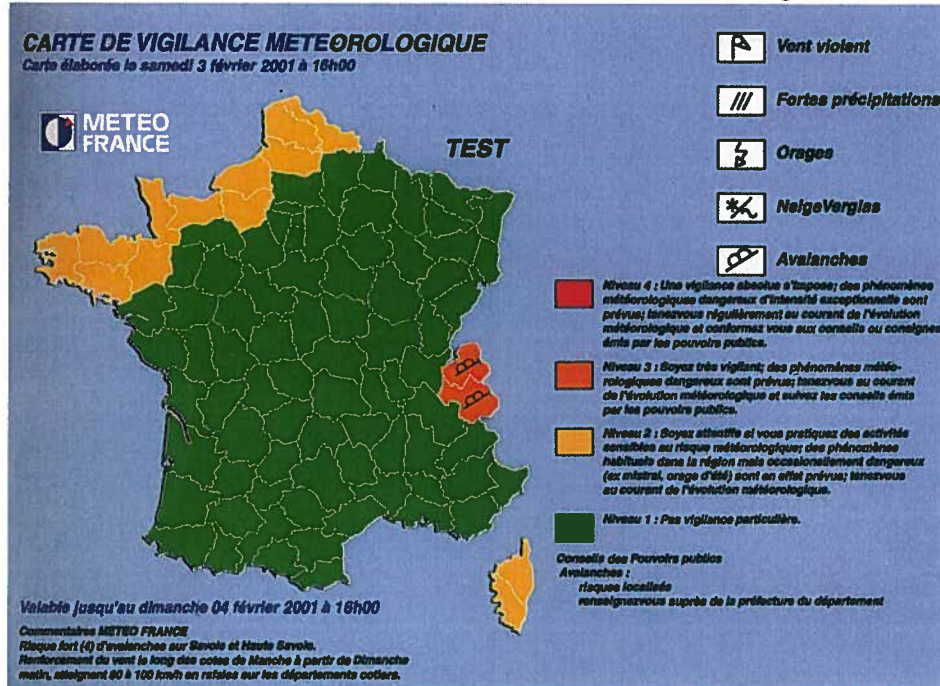 CARTE DE VIGILANCE METEOROLOGIQUE
Carte élaborée le samedi 3 février 2001 à 16h00
METEO
FRANCE
TEST
Vent violent
Fortes précipitations
Orages
NeigeVerglas
Avalanches
Niveau 4 : Une vigilance absolue s'impose; des phénomènes
météorologiques dangereux d'intensité exceptionnelle sont
prévus; tenezvous régulièrement au courant de l'évolution
météorologique et conformez vous aux conseils ou consignes
émis par les pouvoirs publics.
Niveau 3 : Soyez très vigilant; des phénomènes météo-
rologiques dangereux sont prévus; tenezvous au courant
de l'évolution météorologique et suivez les conseils émis
par les pouvoirs publics.
Niveau 2 : Soyez attentifs si vous pratiquez des activités
sensibles au risque météorologique; des phénomènes
habituels dans la région mais occasionnellement dangereux
(ex mistral, orage d'été) sont en effet prévus; tenezvous
au courant de l'évolution météorologique.
Niveau 1 : Pas vigilance particulière.
Conseils des Pouvoirs publics
Avalanches :
risques localisés
renseignezvous auprès de la préfecture du département
Valable jusqu'au dimanche 04 février 2001 à 16h00
Commentaires METEO FRANCE
Risque fort (4) d'avalanches sur Savoie et Haute Savoie.
Renforcement du vent le long des cotes de Manche à partir de Dimanche
matin, atteignent 80 à 100 km/h en rafales sur les départements cotiers.